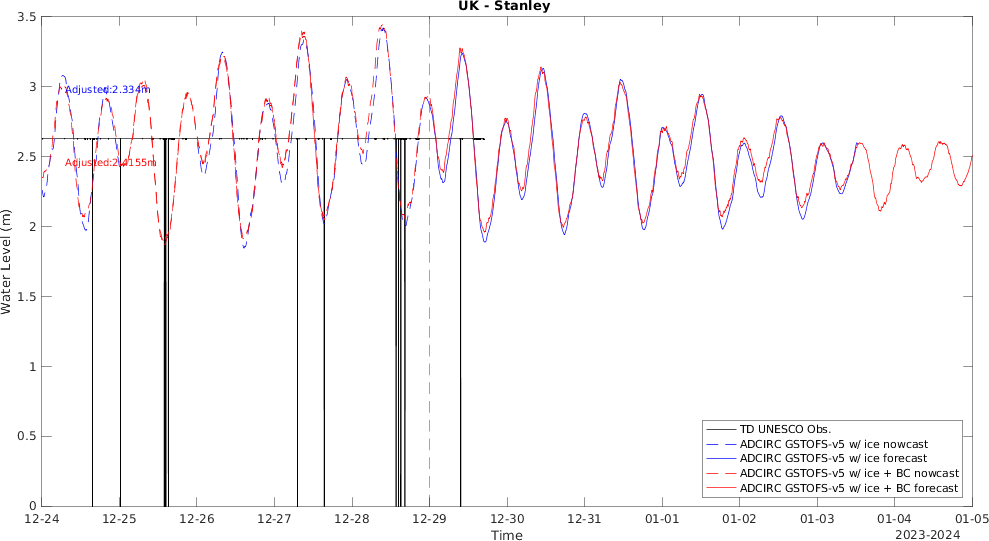 UK - Stanley
3.5
3
2.5
2
1.5
1
0.5
0
Water Level (m)
Adjusted:2.334m
Adjusted:2.4155m
TD UNESCO Obs.
ADCIRC GSTOFS-v5 w/ ice nowcast
ADCIRC GSTOFS-v5 w/ ice forecast
ADCIRC GSTOFS-v5 w/ ice + BC nowcast
ADCIRC GSTOFS-v5 w/ ice + BC forecast
12-24 12-25 12-26 12-27 12-28 12-29 12-30 12-31 01-01 01-02 01-03 01-04 01-05
Time
2023-2024